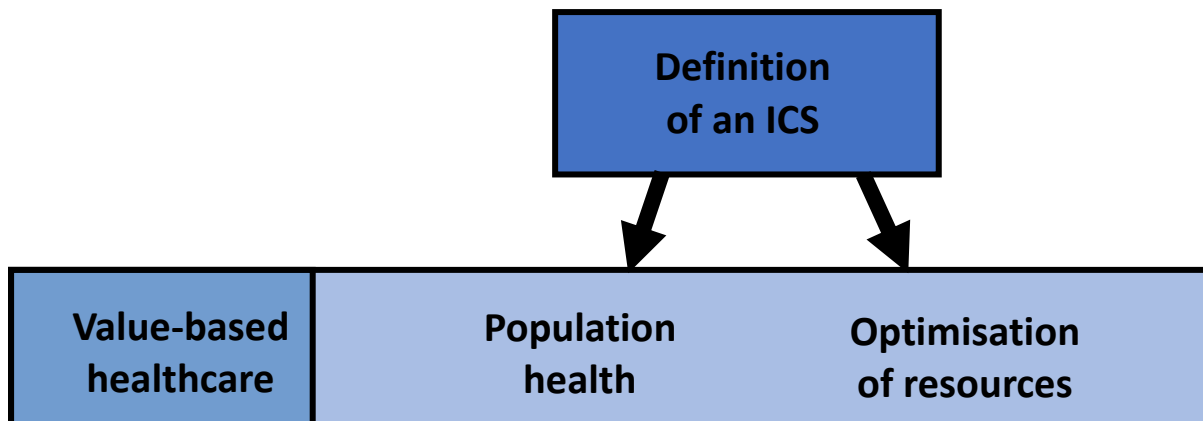 Definition
of an ICS
Value-based
healthcare
Population
health
Optimisation
of resources